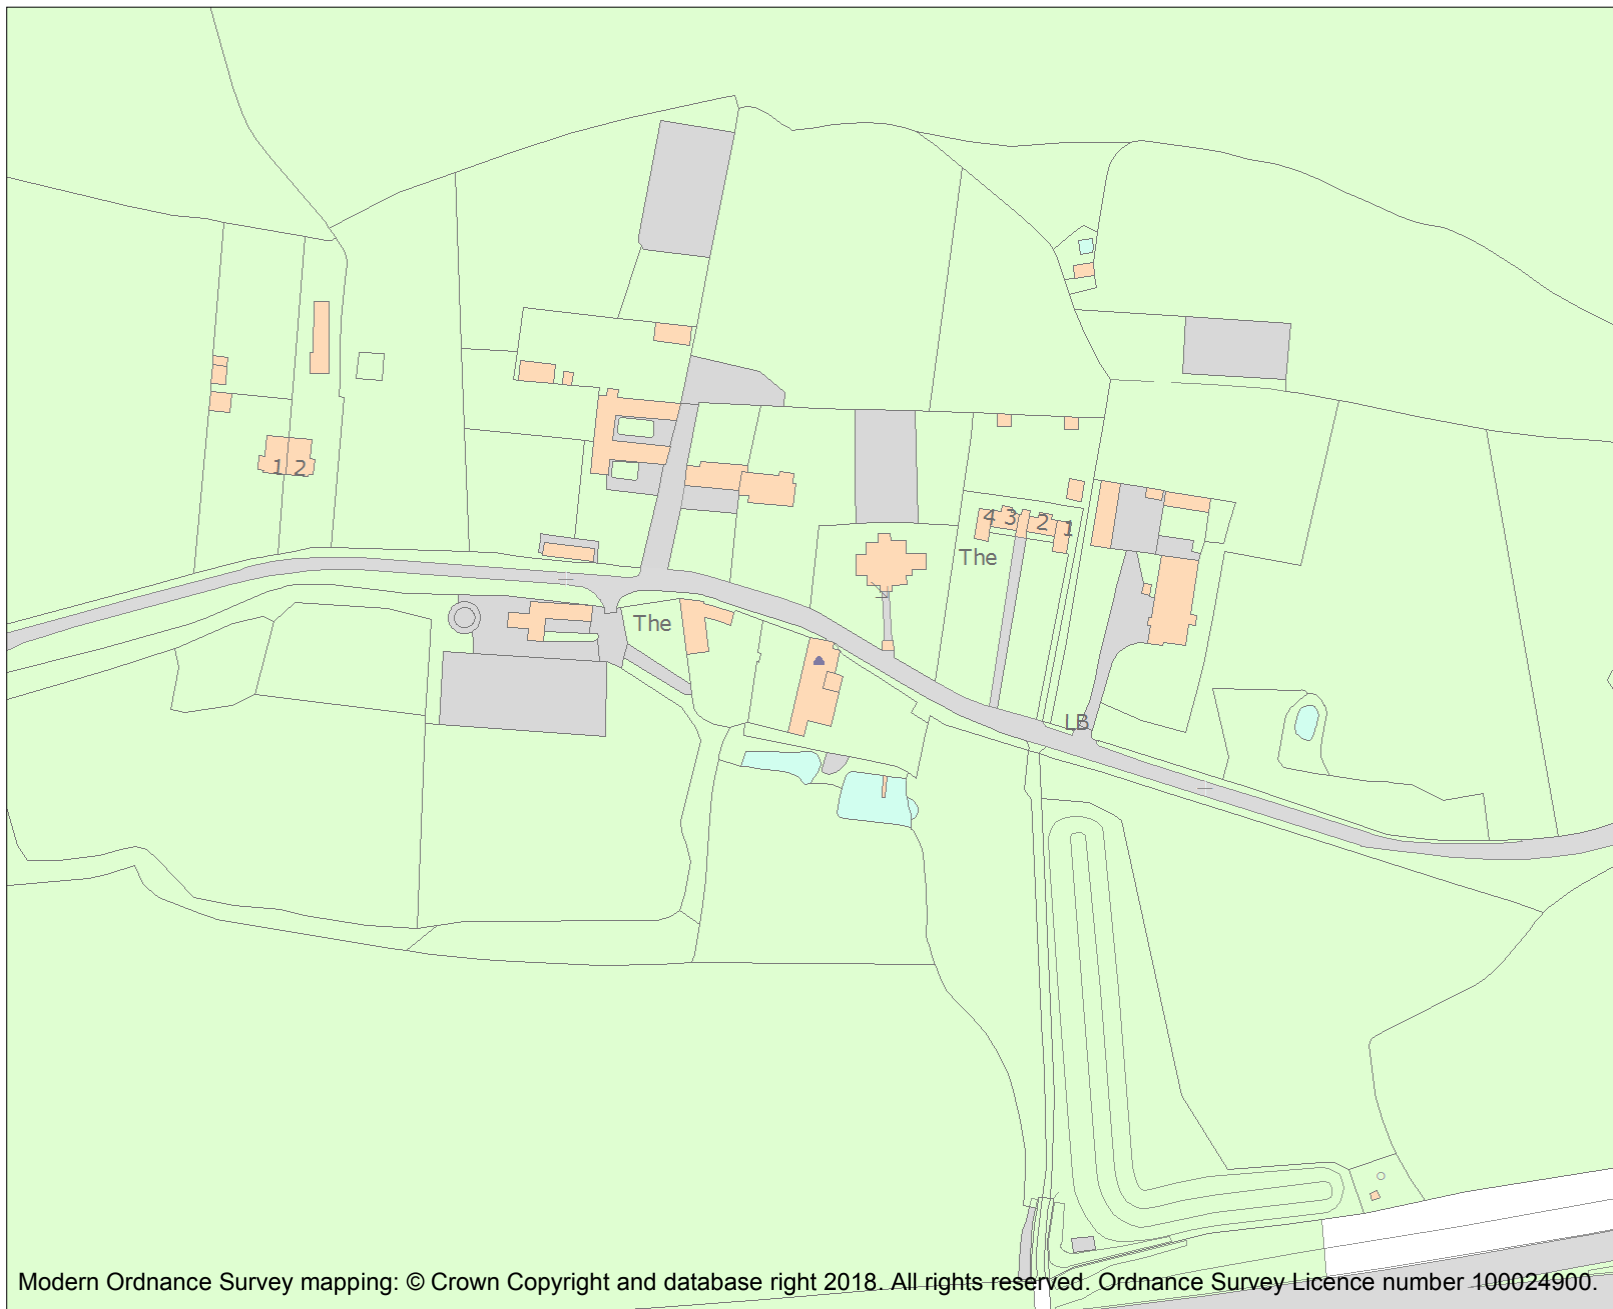 1 2
4 3 2 1
The
The
LB
Modern Ordnance Survey mapping: © Crown Copyright and database right 2018. All rights reserved. Ordnance Survey Licence number 100024900.